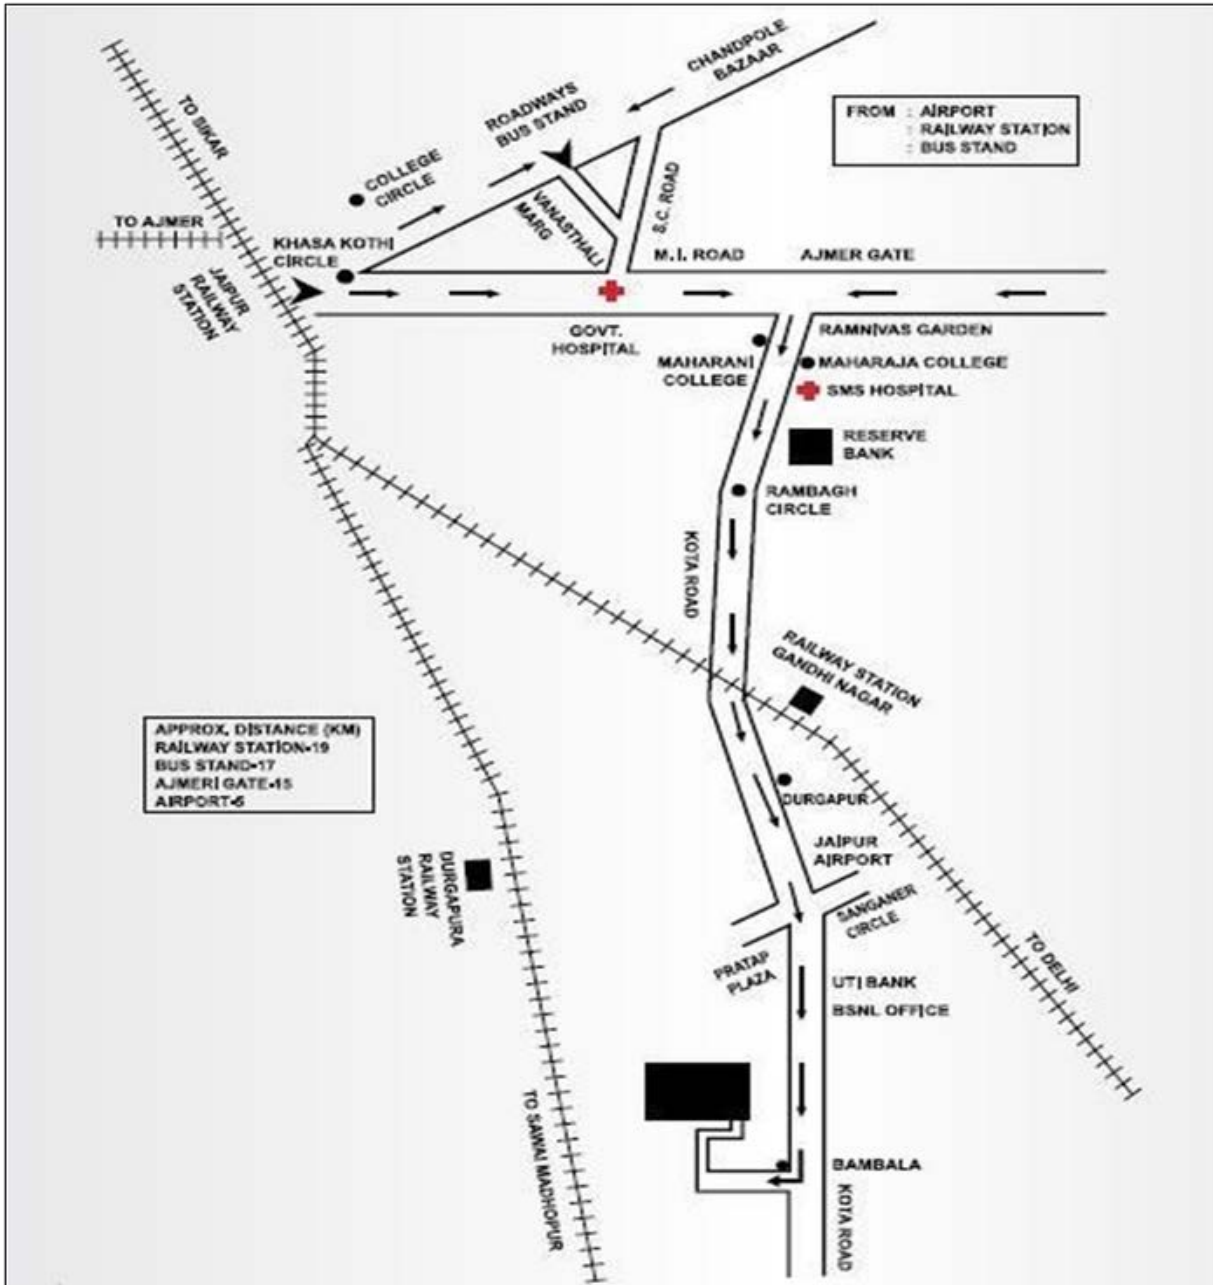 CHANDPOLE
BAZAAR
ROADWAYS
BUS STAND
TO SIKAR
FROM : AIRPORT
: RAILWAY STATION
: BUS STAND
COLLEGE
CIRCLE
TO AJMER
KHASA KOTHI
CIRCLE
VANASTHALI
MARG
S.C. ROAD
M.I. ROAD
AJMER GATE
JAIPUR
RAILWAY
STATION
GOVT.
HOSPITAL
RAMNIVAS GARDEN
MAHARANI
COLLEGE
MAHARAJA COLLEGE
SMS HOSPITAL
RESERVE
BANK
RAMBAGH
CIRCLE
KOTA ROAD
RAILWAY STATION
GANDHI NAGAR
APPROX. DISTANCE (KM)
RAILWAY STATION-19
BUS STAND-17
AJMERI GATE-15
AIRPORT-5
DURGAPUR
JAIPUR
AIRPORT
DURGAPURA
RAILWAY
STATION
SANGANER
CIRCLE
PRATAP
PLAZA
TO DELHI
UTI BANK
BSNL OFFICE
TO SAWAI MADHOPUR
BAMBALA
KOTA ROAD